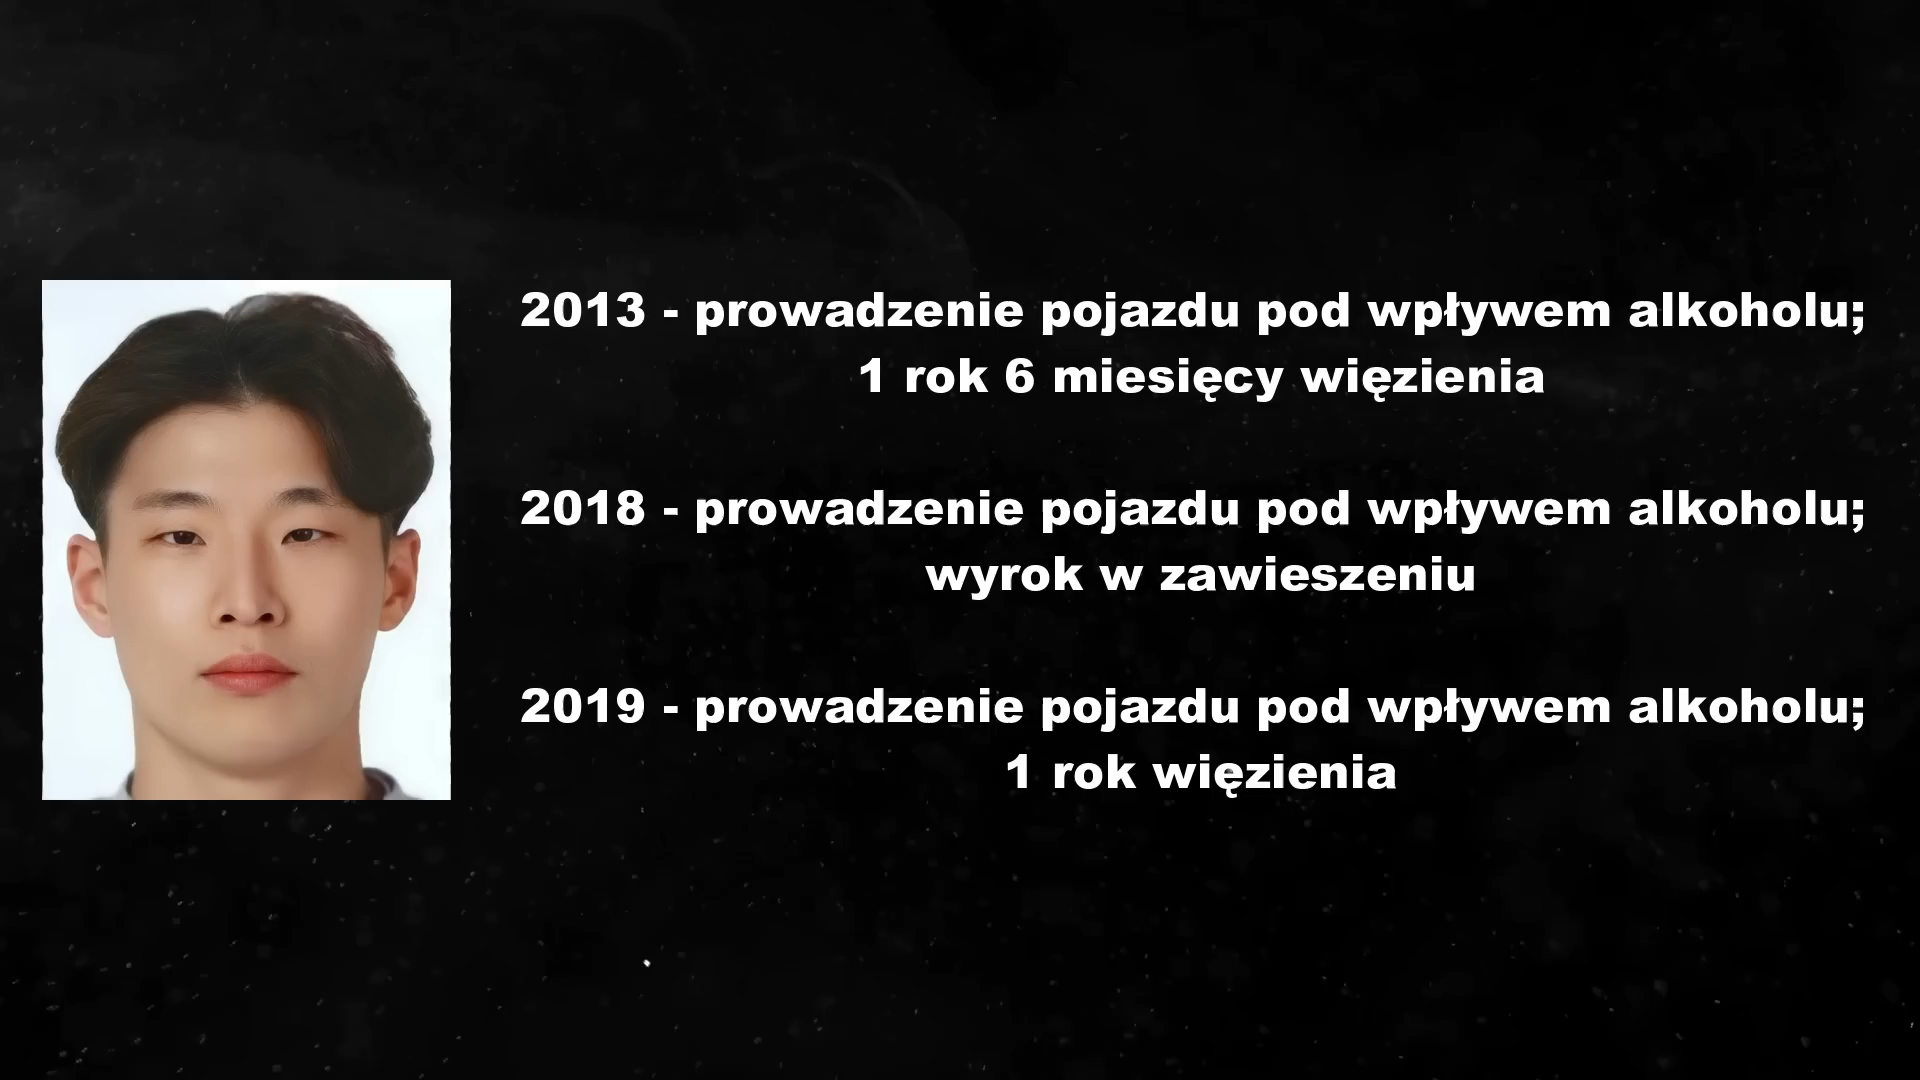 2013 - prowadzenie pojazdu pod wpływem alkoholu;
1 rok 6 miesięcy więzienia
2018 - prowadzenie pojazdu pod wpływem alkoholu;
wyrok w zawieszeniu
2019 - prowadzenie pojazdu pod wpływem alkoholu;
1 rok więzienia